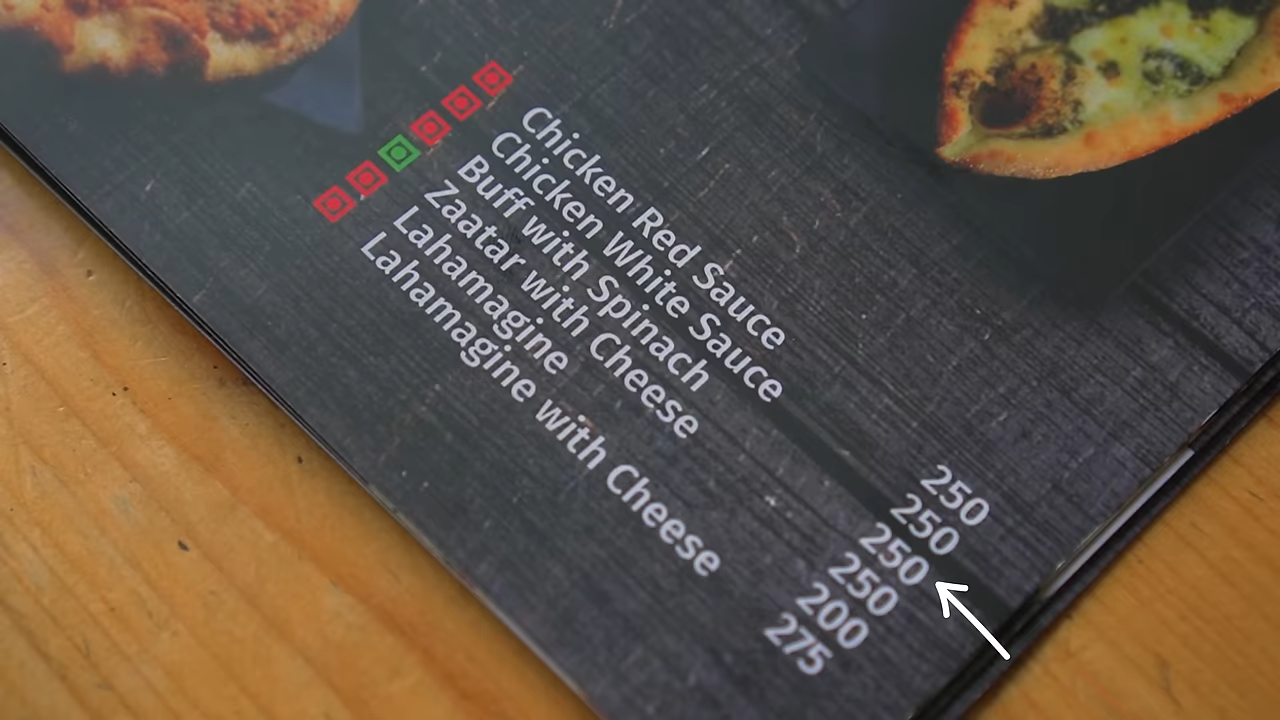 Chicken Red Sauce 250
Chicken White Sauce 250
Buff with Spinach 250
Zaatar with Cheese 250
Lahamagine 200
Lahamagine with Cheese 275